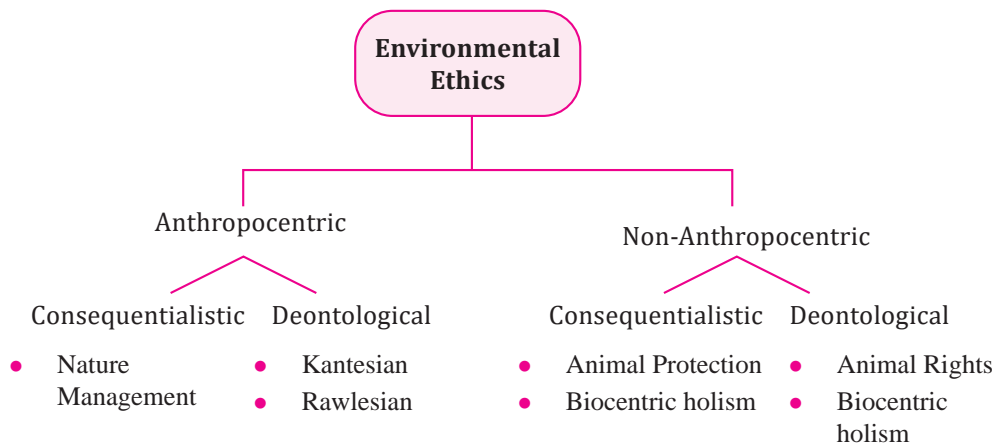 Environmental
Ethics
Anthropocentric
Non-Anthropocentric
Consequentialistic
Deontological
Consequentialistic
Deontological
● Nature
Management
● Kantesian
● Rawlesian
● Animal Protection
● Biocentric holism
● Animal Rights
● Biocentric
holism